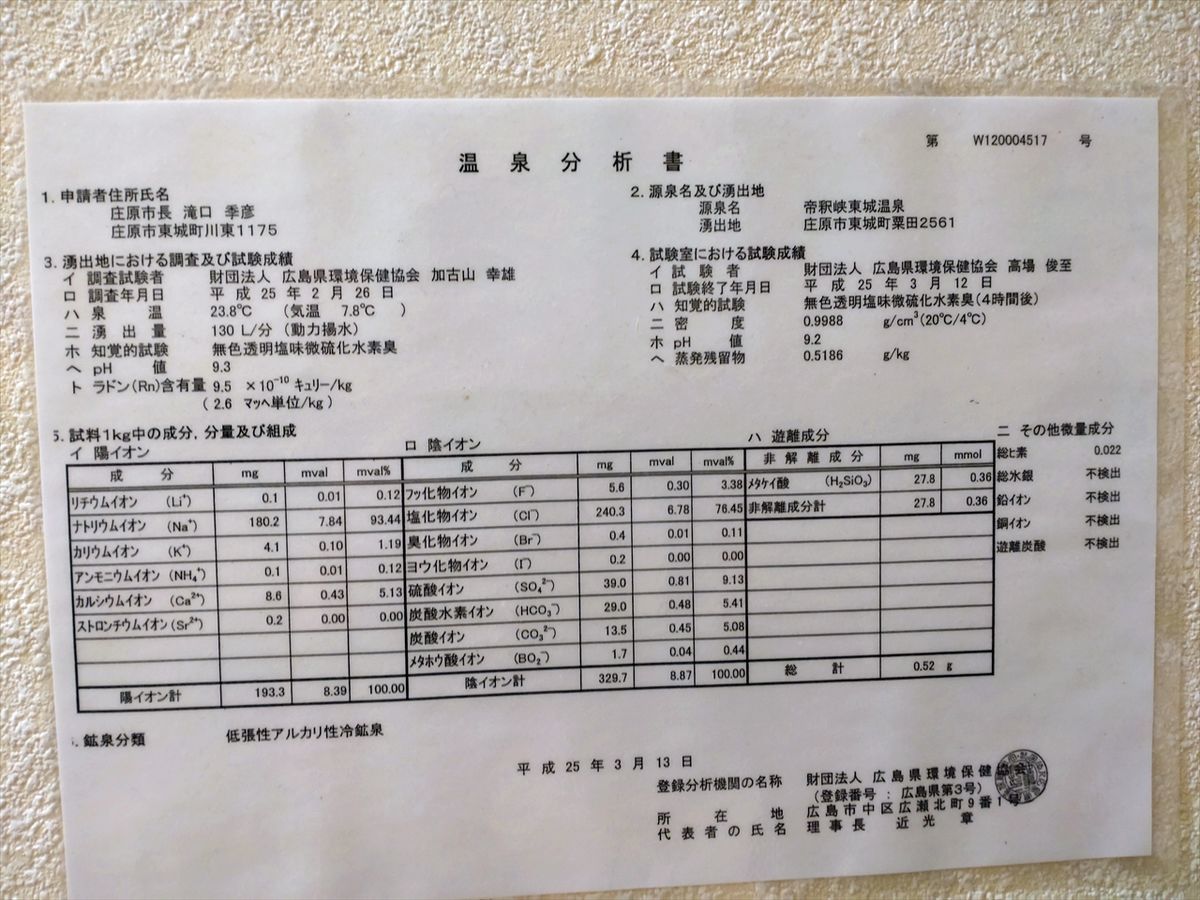 第 W120004517 号
温泉分析書
1. 申請者住所氏名
庄原市長 滝口 季彦
庄原市東城町川東1175
2. 源泉名及び湧出地
源泉名 帝釈峡東城温泉
湧出地 庄原市東城町粟田2561
3. 湧出地における調査及び試験成績
イ 調査試験者 財団法人 広島県環境保健協会 加古山 幸雄
ロ 調査年月日 平成 25 年 2 月 26 日
ハ 泉温 23.8℃ (気温 7.8℃ )
ニ 湧出量 130 L/分 (動力揚水)
ホ 知覚的試験 無色透明塩味微硫化水素臭
ヘ pH 値 9.3
ト ラドン(Rn)含有量 9.5 ×10⁻¹⁰ キュリー/kg
( 2.6 マッヘ単位/kg )
4. 試験室における試験成績
イ 試験者 財団法人 広島県環境保健協会 高場 俊至
ロ 試験終了年月日 平成 25 年 3 月 12 日
ハ 知覚的試験 無色透明塩味微硫化水素臭(4時間後)
ニ 密度 0.9988 g/cm³(20℃/4℃)
ホ pH 値 9.2
ヘ 蒸発残留物 0.5186 g/kg
5. 試料1kg中の成分, 分量及び組成
イ 陽イオン
成分 mg mval mval%
リチウムイオン (Li⁺) 0.1 0.01 0.12
ナトリウムイオン (Na⁺) 180.2 7.84 93.44
カリウムイオン (K⁺) 4.1 0.10 1.19
アンモニウムイオン (NH₄⁺) 0.1 0.01 0.12
カルシウムイオン (Ca²⁺) 8.6 0.43 5.13
ストロンチウムイオン (Sr²⁺) 0.2 0.00 0.00
陽イオン計 193.3 8.39 100.00
ロ 陰イオン
成分 mg mval mval%
フッ化物イオン (F⁻) 5.6 0.30 3.38
塩化物イオン (Cl⁻) 240.3 6.78 76.45
臭化物イオン (Br⁻) 0.4 0.01 0.11
ヨウ化物イオン (I⁻) 0.2 0.00 0.00
硫酸イオン (SO₄²⁻) 39.0 0.81 9.13
炭酸水素イオン (HCO₃⁻) 29.0 0.48 5.41
炭酸イオン (CO₃²⁻) 13.5 0.45 5.08
メタホウ酸イオン (BO₂⁻) 1.7 0.04 0.44
陰イオン計 329.7 8.87 100.00
ハ 遊離成分
非解離成分 mg mmol
メタケイ酸 (H₂SiO₃) 27.8 0.36
非解離成分計 27.8 0.36
総計 0.52 g
ニ その他微量成分
総ヒ素 0.022
総水銀 不検出
鉛イオン 不検出
銅イオン 不検出
遊離炭酸 不検出
鉱泉分類 低張性アルカリ性冷鉱泉
平成 25 年 3 月 13 日
登録分析機関の名称 財団法人 広島県環境保健協会
(登録番号 : 広島県第3号)
所在地 広島市中区広瀬北町9番1号
代表者の氏名 理事長 近光 章